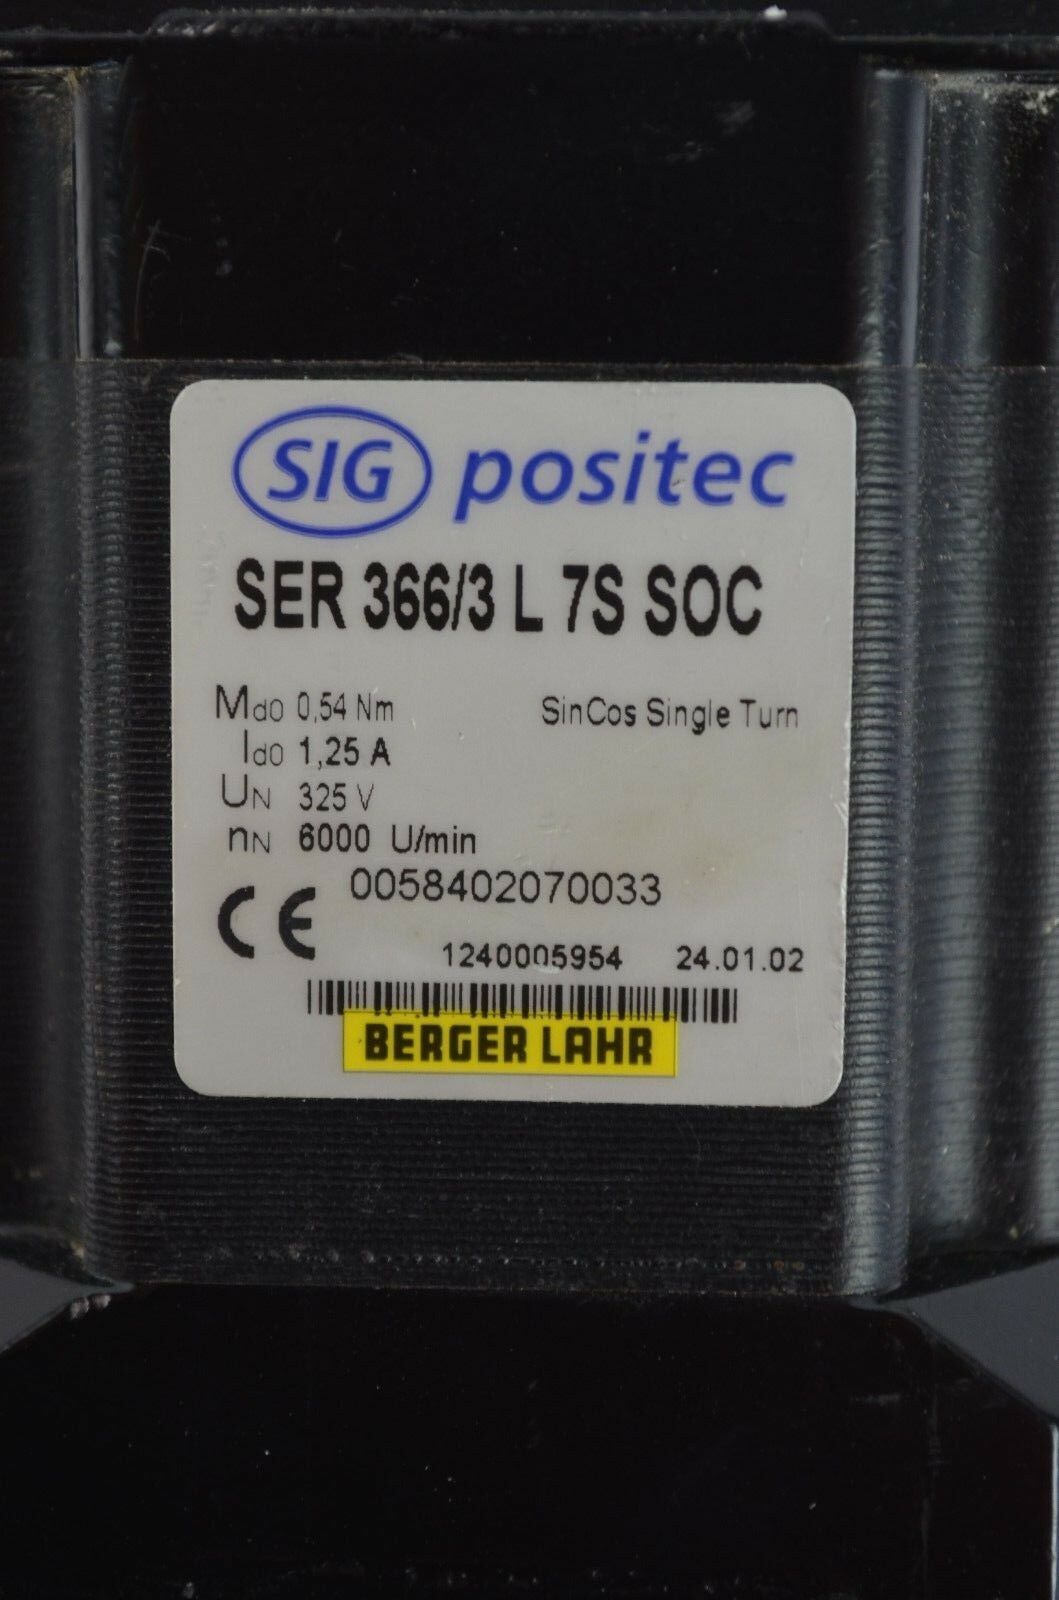 SIG positec
SER 366/3 L 7S SOC
Md0 0,54 Nm SinCos Single Turn
Id0 1,25 A
UN 325 V
nN 6000 U/min
0058402070033
CE
1240005954 24.01.02
BERGER LAHR